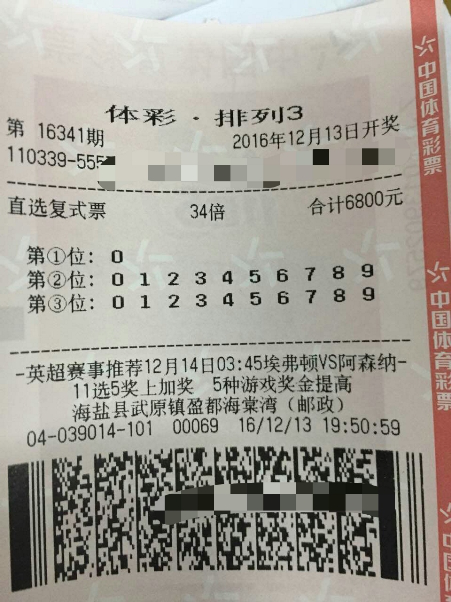 体彩·排列3
第 16341期 2016年12月13日开奖
110339-555
直选复式票 34倍 合计6800元
第①位: 0
第②位: 0 1 2 3 4 5 6 7 8 9
第③位: 0 1 2 3 4 5 6 7 8 9
-英超赛事推荐12月14日03:45埃弗顿VS阿森纳-
11选5奖上加奖 5种游戏奖金提高
海盐县武原镇盈都海棠湾（邮政）
04-039014-101 00069 16/12/13 19:50:59
中国体育彩票
中国体育彩票
中国体